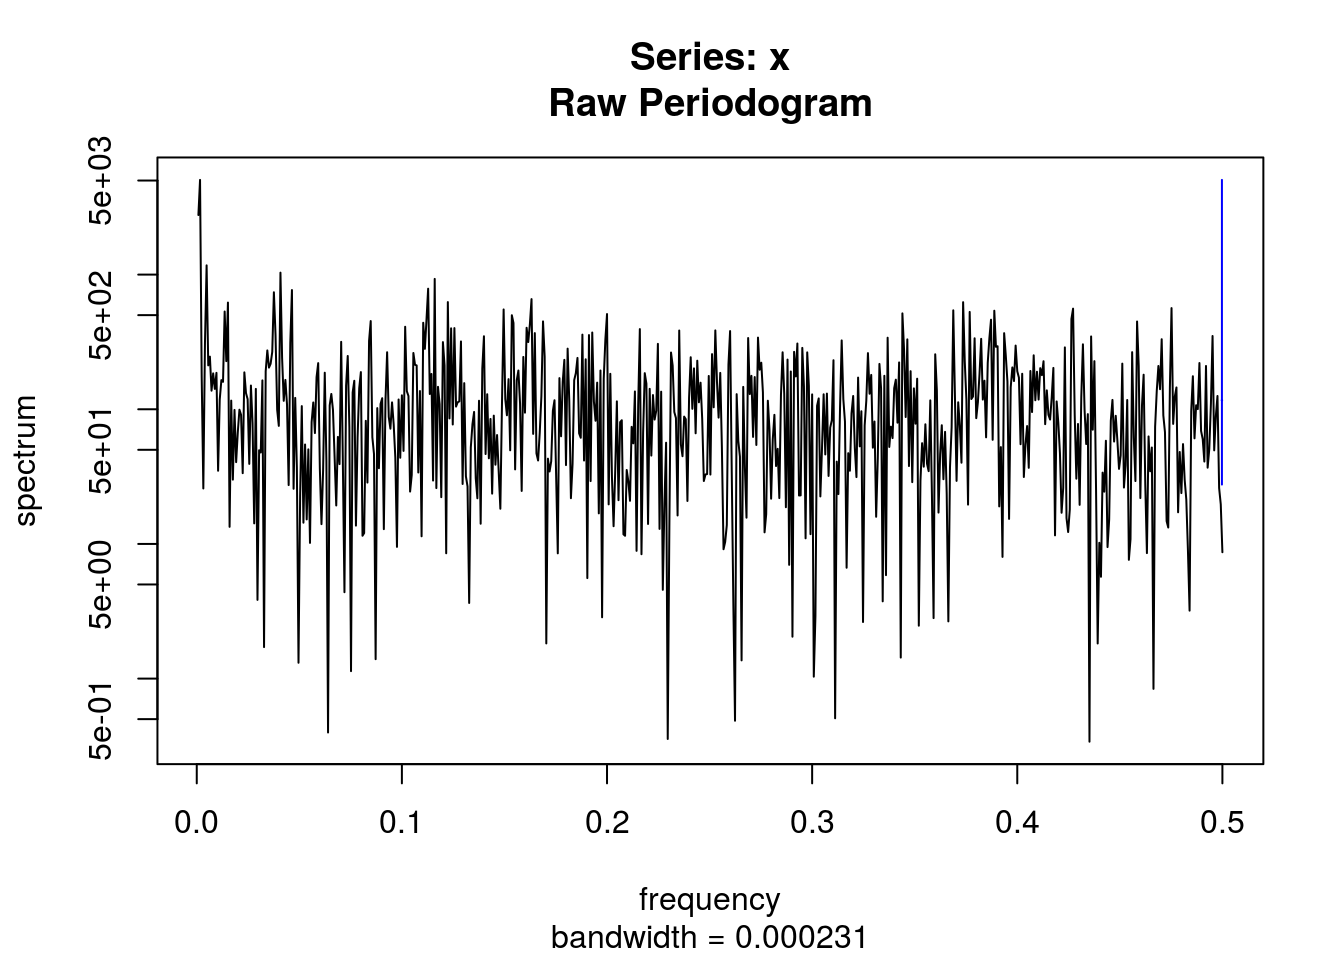 Series: x
Raw Periodogram
5e+03
5e+02
5e+01
5e+00
5e-01
spectrum
0.0 0.1 0.2 0.3 0.4 0.5
frequency
bandwidth = 0.000231